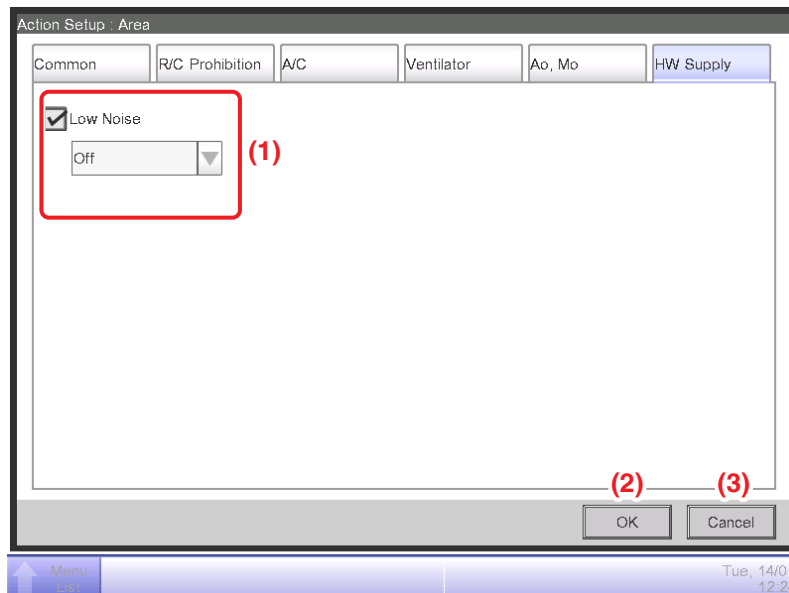 Action Setup : Area
Common R/C Prohibition A/C Ventilator Ao, Mo HW Supply
Low Noise
Off
(1)
(2) (3)
OK Cancel
Menu
List
Tue, 14/0
12:2